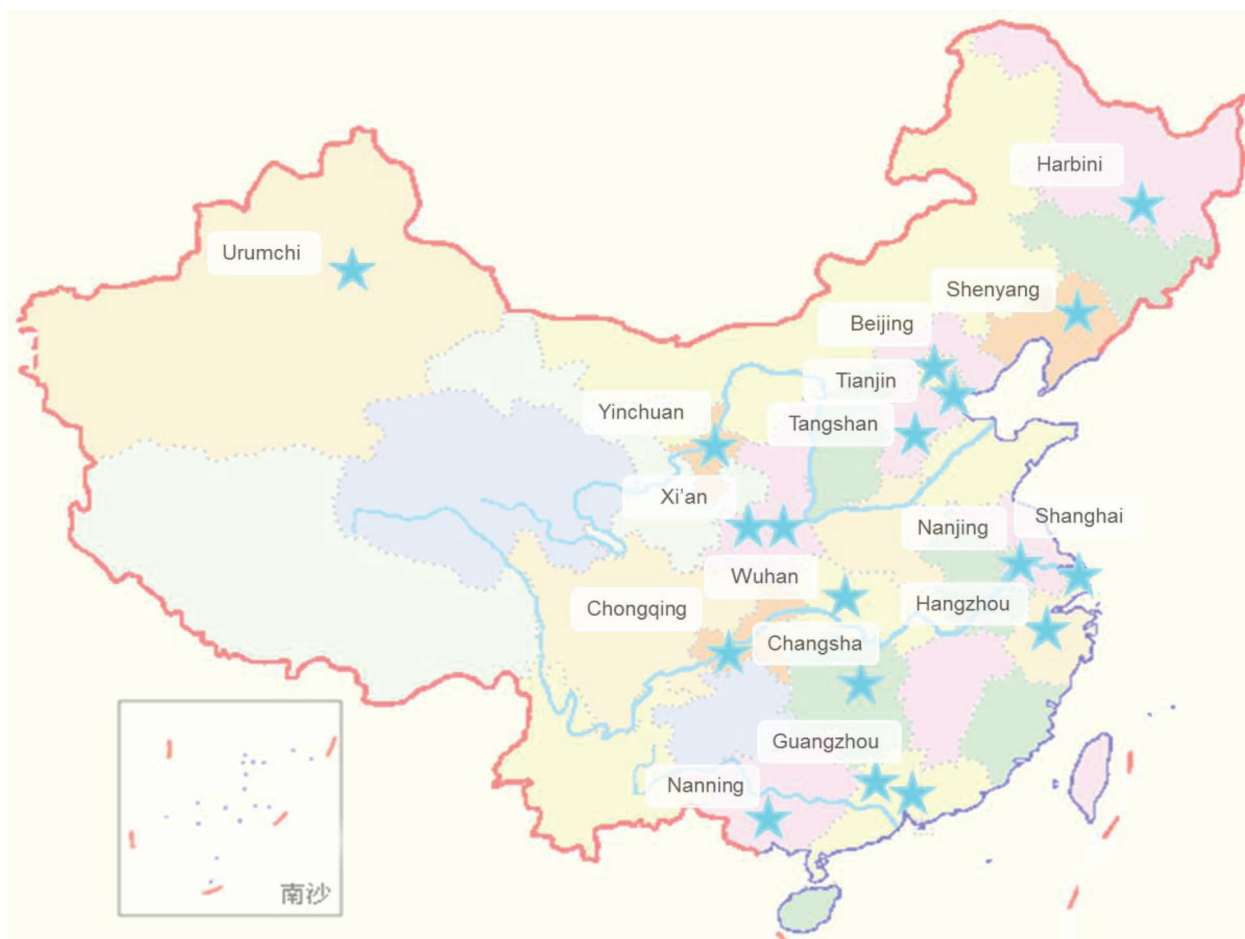 Harbini
Urumchi
Shenyang
Beijing
Tianjin
Yinchuan
Tangshan
Xi'an
Nanjing
Shanghai
Wuhan
Chongqing
Hangzhou
Changsha
Guangzhou
Nanning
南沙